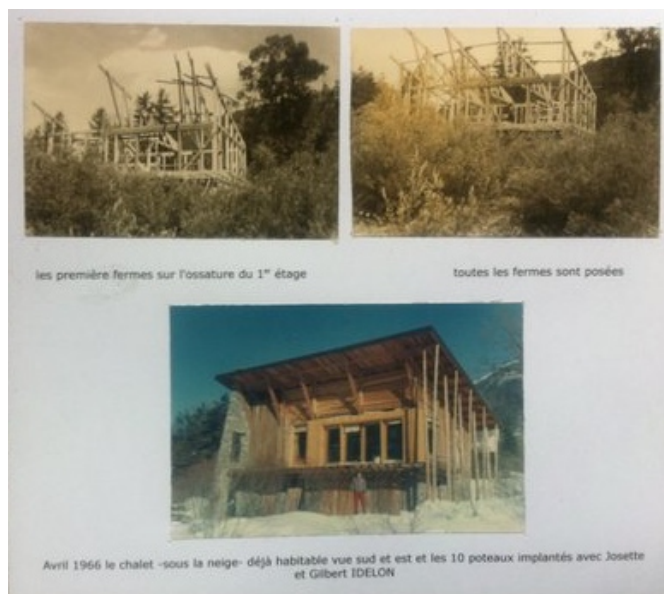 les première fermes sur l'ossature du 1er étage
toutes les fermes sont posées
Avril 1966 le chalet -sous la neige- déjà habitable vue sud et est et les 10 poteaux implantés avec Josette
et Gilbert IDELON